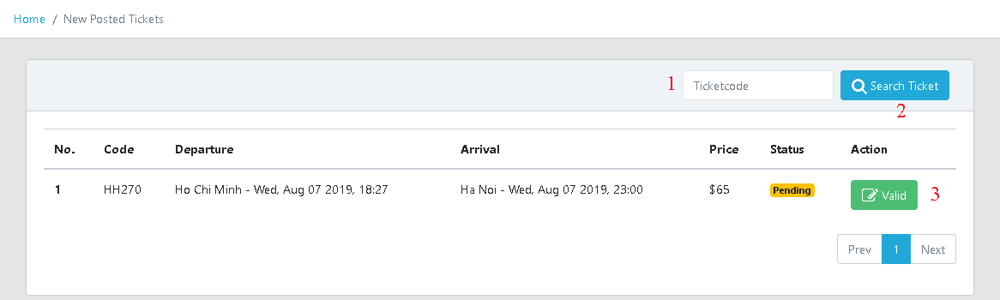 Home / New Posted Tickets
1 Ticketcode Search Ticket
2
No. Code Departure Arrival Price Status Action
1 HH270 Ho Chi Minh - Wed, Aug 07 2019, 18:27 Ha Noi - Wed, Aug 07 2019, 23:00 $65 Pending Valid 3
Prev 1 Next